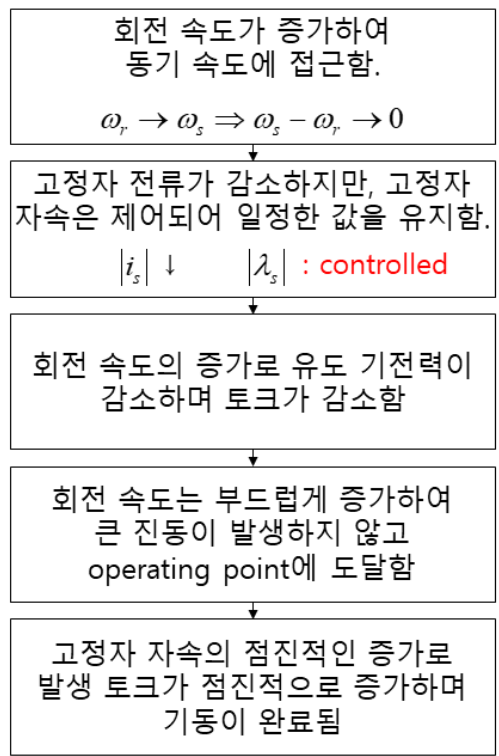 회전 속도가 증가하여
동기 속도에 접근함.
ω_r → ω_s ⇒ ω_s − ω_r → 0
고정자 전류가 감소하지만, 고정자
자속은 제어되어 일정한 값을 유지함.
|i_s| ↓ |λ_s| : controlled
회전 속도의 증가로 유도 기전력이
감소하며 토크가 감소함
회전 속도는 부드럽게 증가하여
큰 진동이 발생하지 않고
operating point에 도달함
고정자 자속의 점진적인 증가로
발생 토크가 점진적으로 증가하며
기동이 완료됨